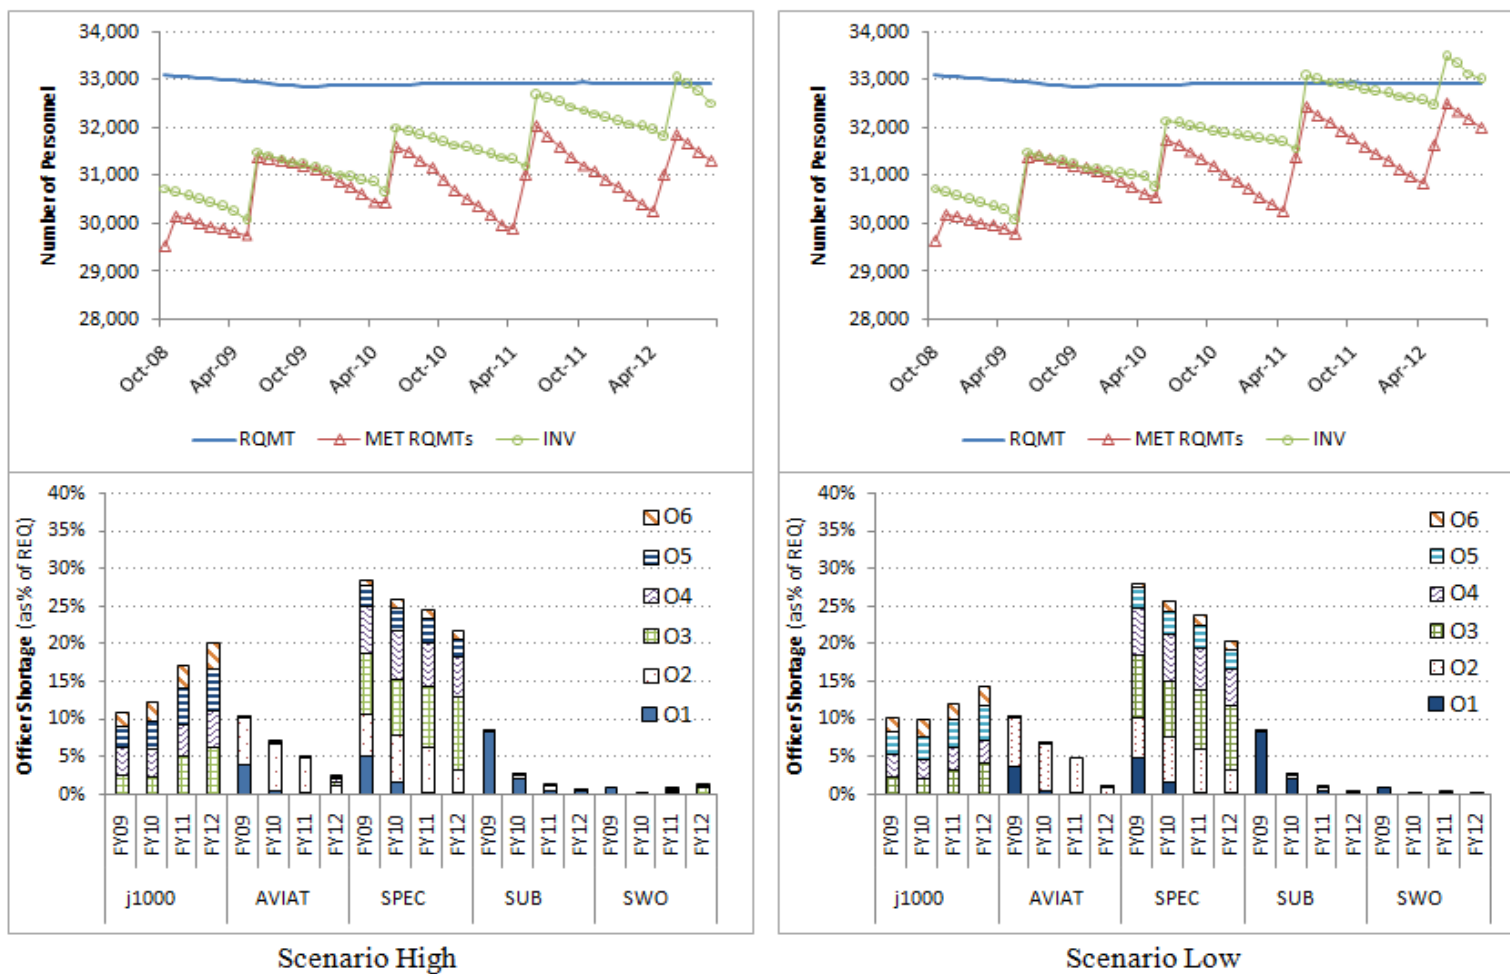 34,000
33,000
32,000
31,000
30,000
29,000
28,000
Number of Personnel
Oct-08 Apr-09 Oct-09 Apr-10 Oct-10 Apr-11 Oct-11 Apr-12
RQMT MET RQMTs INV
40%
35%
30%
25%
20%
15%
10%
5%
0%
Officer Shortage (as% of REQ)
O6
O5
O4
O3
O2
O1
FY09 FY10 FY11 FY12 FY09 FY10 FY11 FY12 FY09 FY10 FY11 FY12 FY09 FY10 FY11 FY12 FY09 FY10 FY11 FY12
j1000 AVIAT SPEC SUB SWO
Scenario High
34,000
33,000
32,000
31,000
30,000
29,000
28,000
Number of Personnel
Oct-08 Apr-09 Oct-09 Apr-10 Oct-10 Apr-11 Oct-11 Apr-12
RQMT MET RQMTs INV
40%
35%
30%
25%
20%
15%
10%
5%
0%
Officer Shortage (as% of REQ)
O6
O5
O4
O3
O2
O1
FY09 FY10 FY11 FY12 FY09 FY10 FY11 FY12 FY09 FY10 FY11 FY12 FY09 FY10 FY11 FY12 FY09 FY10 FY11 FY12
j1000 AVIAT SPEC SUB SWO
Scenario Low